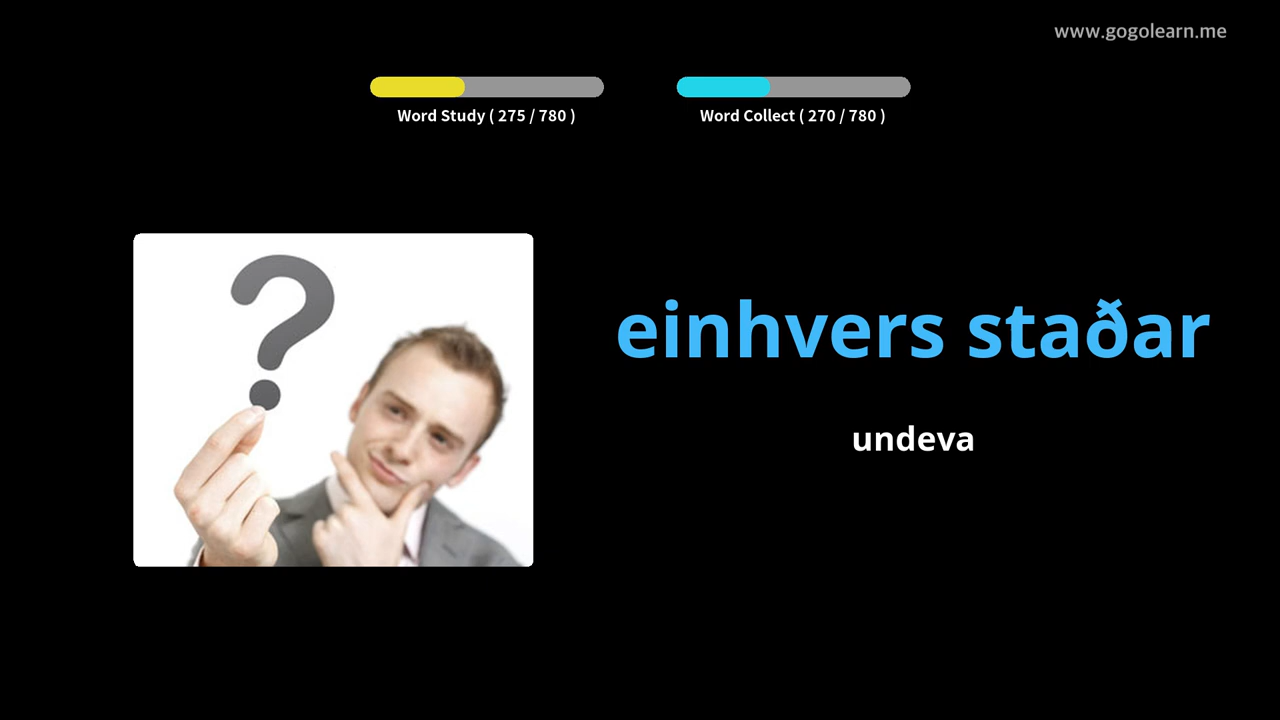 www.gogolearn.me
Word Study ( 275 / 780 )
Word Collect ( 270 / 780 )
?
einhvers staðar
undeva